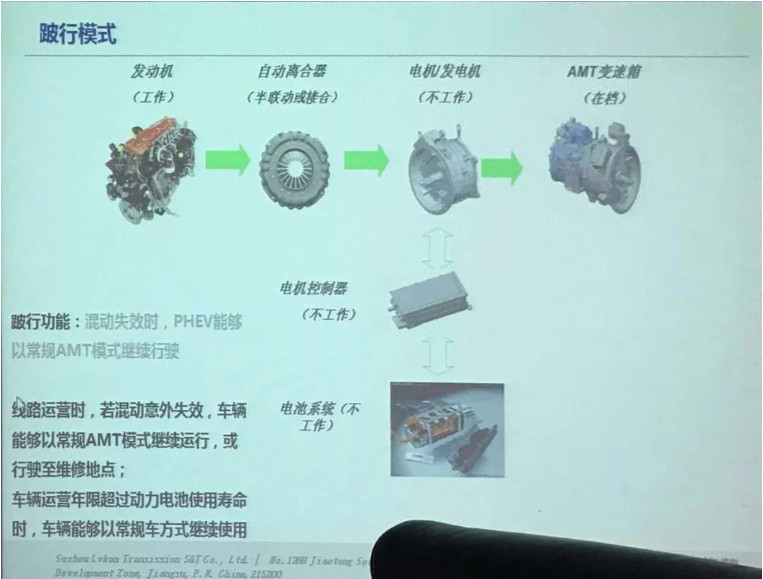 跛行模式
发动机 自动离合器 电机/发电机 AMT变速箱
（工作） （半联动或接合） （不工作） （在档）
电机控制器
（不工作）
跛行功能：混动失效时，PHEV能够
以常规AMT模式继续行驶
线路运营时，若混动意外失效，车辆
能够以常规AMT模式继续运行，或
行驶至维修地点；
车辆运营年限超过动力电池使用寿命
时，车辆能够以常规车方式继续使用
电池系统（不
工作）
Suzhou Lvkon Transission S&T Co., Ltd. | No.1288 Jiaotong
Development Zone, Jiangsu, P.R. China, 215200